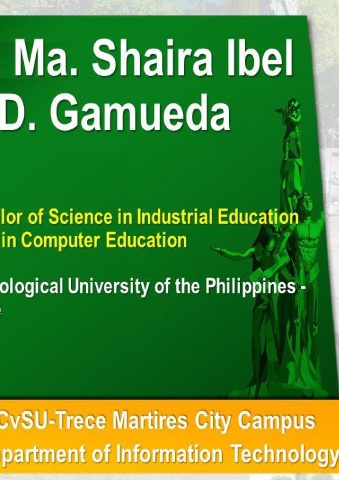 Ma. Shaira Ibel
D. Gamueda
lor of Science in Industrial Education
in Computer Education
ological University of the Philippines -
CvSU-Trece Martires City Campus
partment of Information Technology